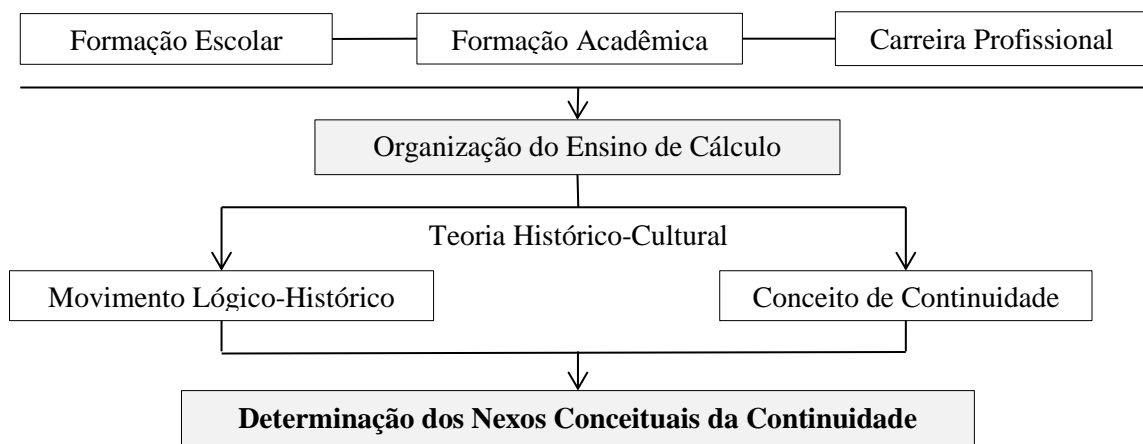 Formação Escolar
Formação Acadêmica
Carreira Profissional
Organização do Ensino de Cálculo
Teoria Histórico-Cultural
Movimento Lógico-Histórico
Conceito de Continuidade
Determinação dos Nexos Conceituais da Continuidade